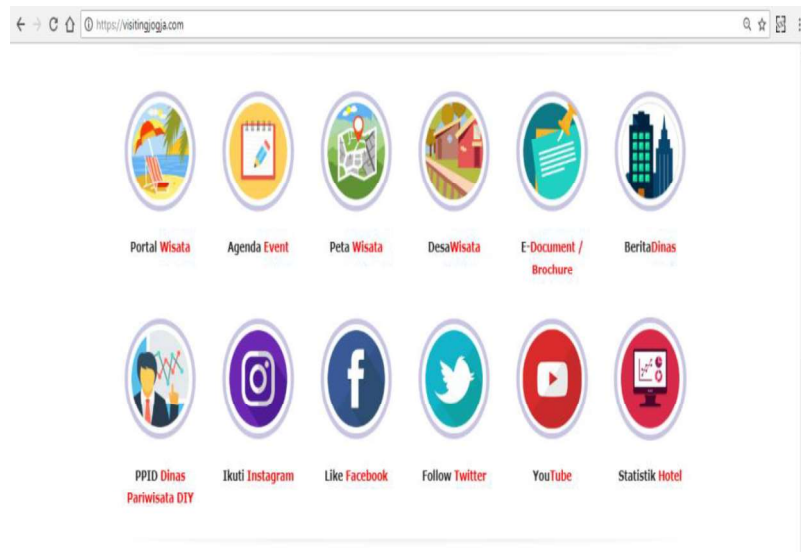 https://visitingjogja.com
Portal Wisata
Agenda Event
Peta Wisata
DesaWisata
E-Document /
Brochure
BeritaDinas
PPID Dinas
Pariwisata DIY
Ikuti Instagram
Like Facebook
Follow Twitter
YouTube
Statistik Hotel